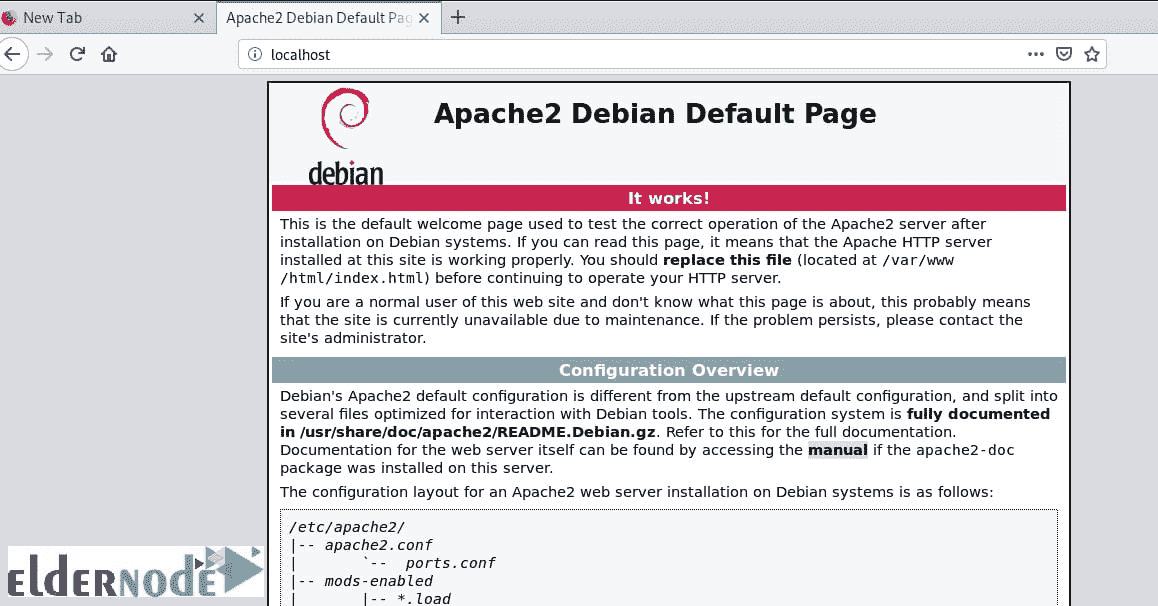 New Tab
Apache2 Debian Default Pag
localhost
debian
Apache2 Debian Default Page
It works!
This is the default welcome page used to test the correct operation of the Apache2 server after
installation on Debian systems. If you can read this page, it means that the Apache HTTP server
installed at this site is working properly. You should replace this file (located at /var/www
/html/index.html) before continuing to operate your HTTP server.
If you are a normal user of this web site and don't know what this page is about, this probably means
that the site is currently unavailable due to maintenance. If the problem persists, please contact the
site's administrator.
Configuration Overview
Debian's Apache2 default configuration is different from the upstream default configuration, and split into
several files optimized for interaction with Debian tools. The configuration system is fully documented
in /usr/share/doc/apache2/README.Debian.gz. Refer to this for the full documentation.
Documentation for the web server itself can be found by accessing the manual if the apache2-doc
package was installed on this server.
The configuration layout for an Apache2 web server installation on Debian systems is as follows:
/etc/apache2/
|-- apache2.conf
|       `--  ports.conf
|-- mods-enabled
|       |-- *.load
eldernode